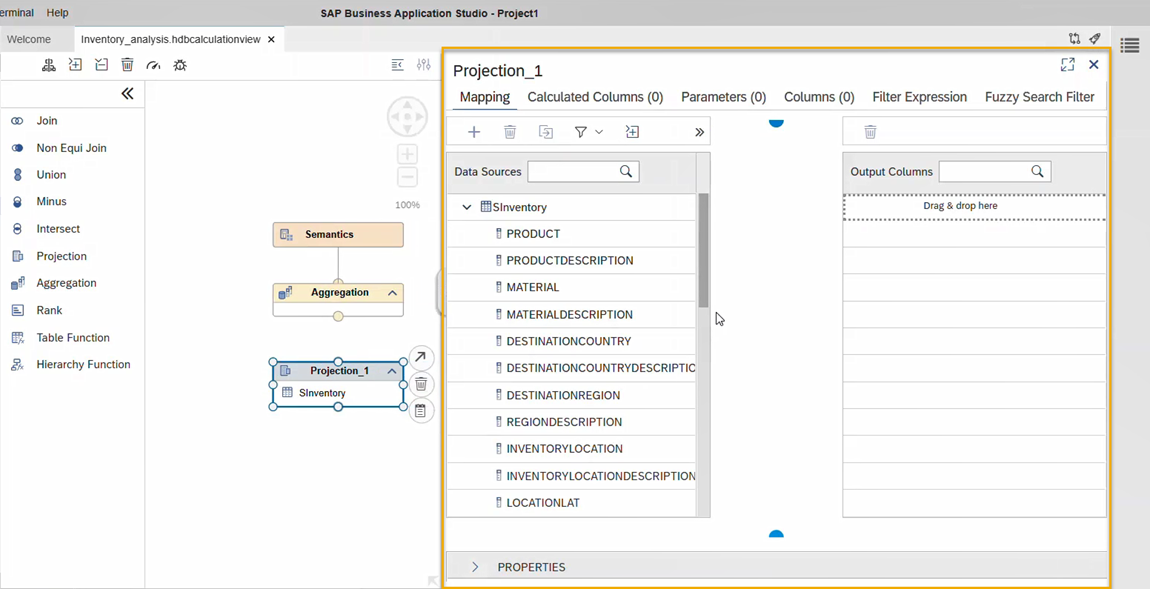 erminal Help
SAP Business Application Studio - Project1
Welcome
Inventory_analysis.hdbcalculationview ×
Join
Non Equi Join
Union
Minus
Intersect
Projection
Aggregation
Rank
Table Function
Hierarchy Function
100%
Semantics
Aggregation
Projection_1
SInventory
Projection_1
Mapping Calculated Columns (0) Parameters (0) Columns (0) Filter Expression Fuzzy Search Filter
Data Sources
SInventory
PRODUCT
PRODUCTDESCRIPTION
MATERIAL
MATERIALDESCRIPTION
DESTINATIONCOUNTRY
DESTINATIONCOUNTRYDESCRIPTIO
DESTINATIONREGION
REGIONDESCRIPTION
INVENTORYLOCATION
INVENTORYLOCATIONDESCRIPTION
LOCATIONLAT
Output Columns
Drag & drop here
PROPERTIES